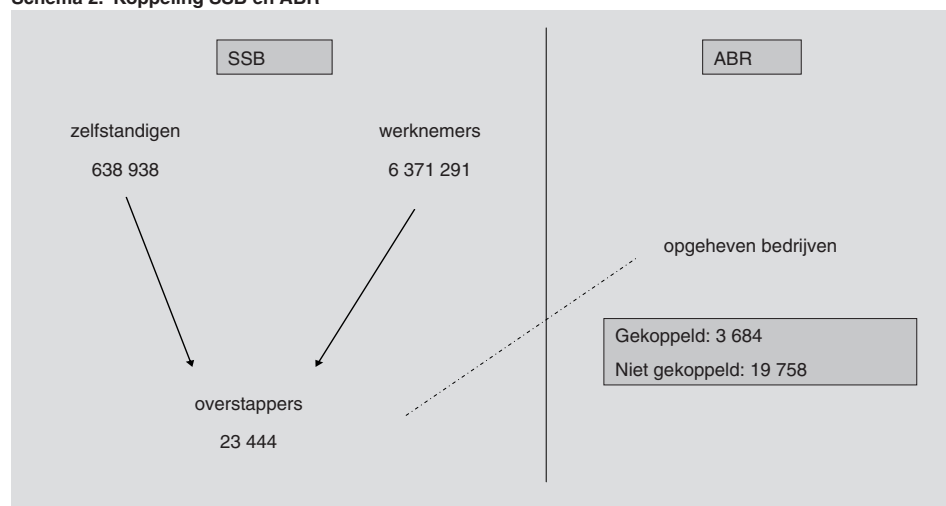 Schema 2. Koppeling SSB en ABR
SSB
ABR
zelfstandigen
638 938
werknemers
6 371 291
opgeheven bedrijven
Gekoppeld: 3 684
Niet gekoppeld: 19 758
overstappers
23 444